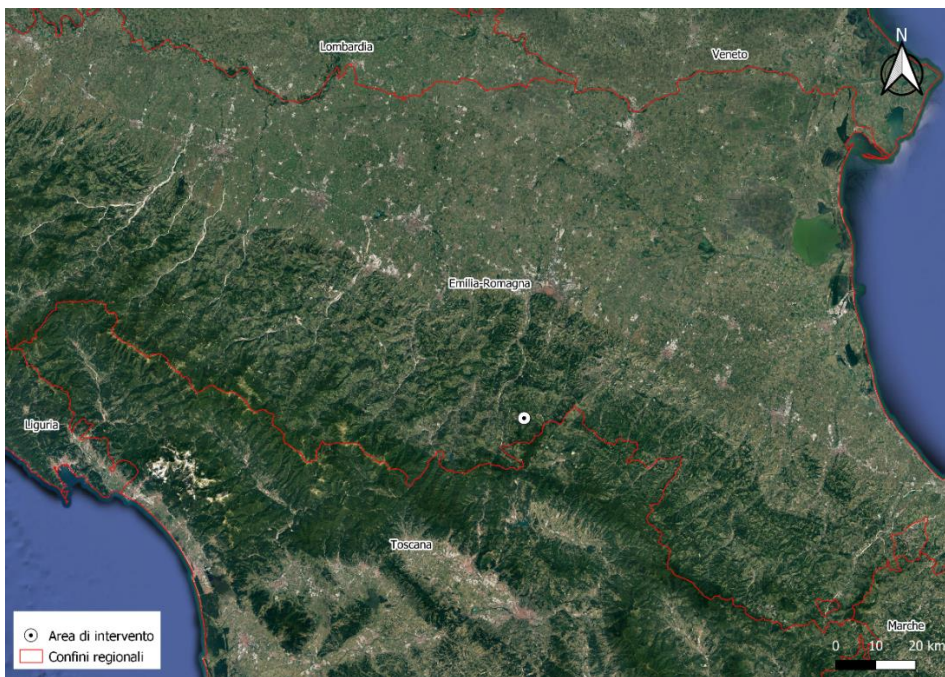 Lombardia
Veneto
N
Emilia-Romagna
Liguria
Toscana
Marche
Area di intervento
Confini regionali
0 10 20 km